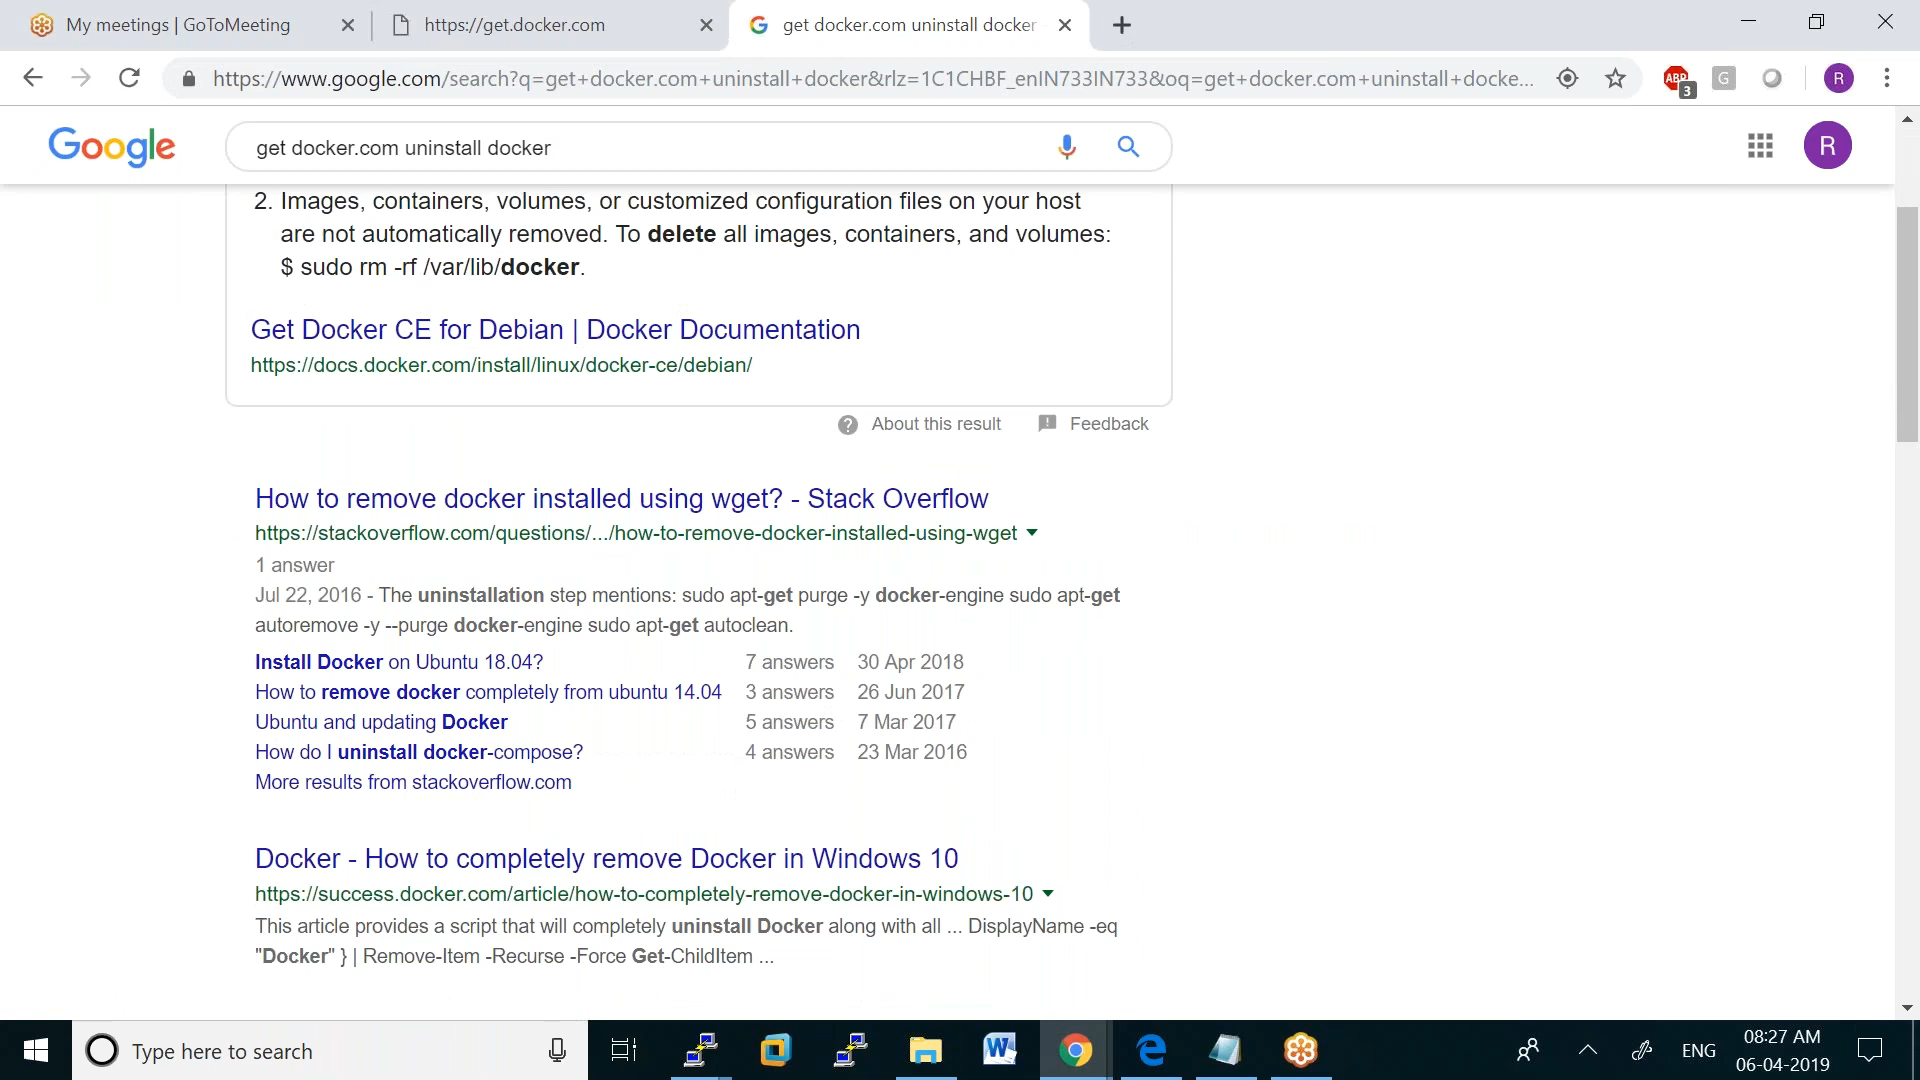 My meetings | GoToMeeting
https://get.docker.com
get docker.com uninstall docker
https://www.google.com/search?q=get+docker.com+uninstall+docker&rlz=1C1CHBF_enIN733IN733&oq=get+docker.com+uninstall+docke...
ABP
3
G
R
Google
get docker.com uninstall docker
R
2. Images, containers, volumes, or customized configuration files on your host
are not automatically removed. To delete all images, containers, and volumes:
$ sudo rm -rf /var/lib/docker.
Get Docker CE for Debian | Docker Documentation
https://docs.docker.com/install/linux/docker-ce/debian/
About this result
Feedback
How to remove docker installed using wget? - Stack Overflow
https://stackoverflow.com/questions/.../how-to-remove-docker-installed-using-wget
1 answer
Jul 22, 2016 - The uninstallation step mentions: sudo apt-get purge -y docker-engine sudo apt-get
autoremove -y --purge docker-engine sudo apt-get autoclean.
Install Docker on Ubuntu 18.04? 7 answers 30 Apr 2018
How to remove docker completely from ubuntu 14.04 3 answers 26 Jun 2017
Ubuntu and updating Docker 5 answers 7 Mar 2017
How do I uninstall docker-compose? 4 answers 23 Mar 2016
More results from stackoverflow.com
Docker - How to completely remove Docker in Windows 10
https://success.docker.com/article/how-to-completely-remove-docker-in-windows-10
This article provides a script that will completely uninstall Docker along with all ... DisplayName -eq
"Docker" } | Remove-Item -Recurse -Force Get-ChildItem ...
Type here to search
W
ENG
08:27 AM
06-04-2019